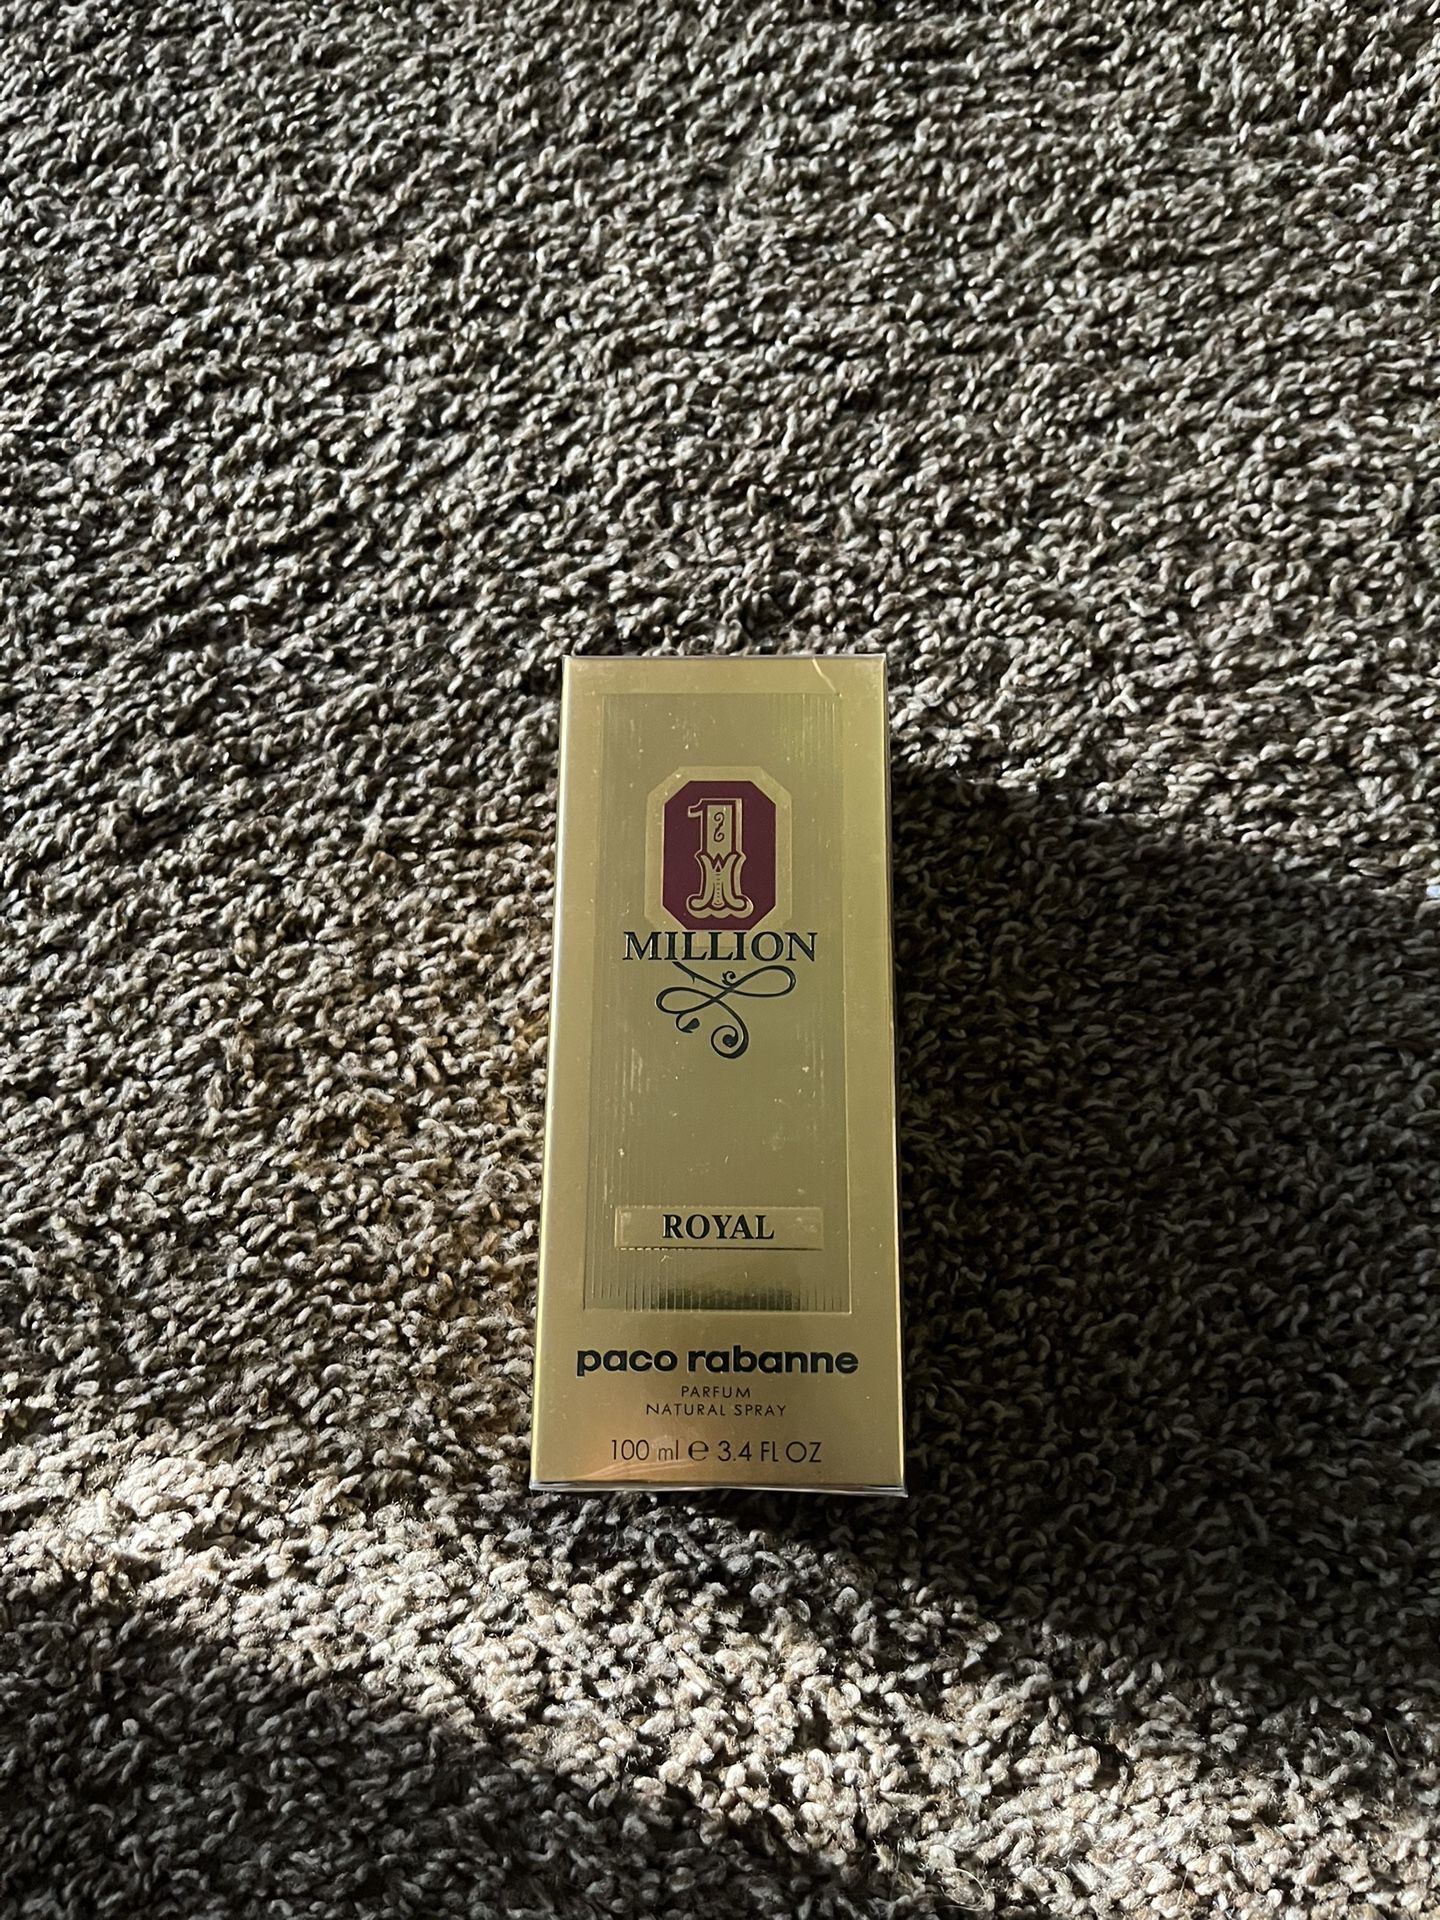 1
MILLION
ROYAL
paco rabanne
PARFUM
NATURAL SPRAY
100 ml ℮ 3.4 FL OZ